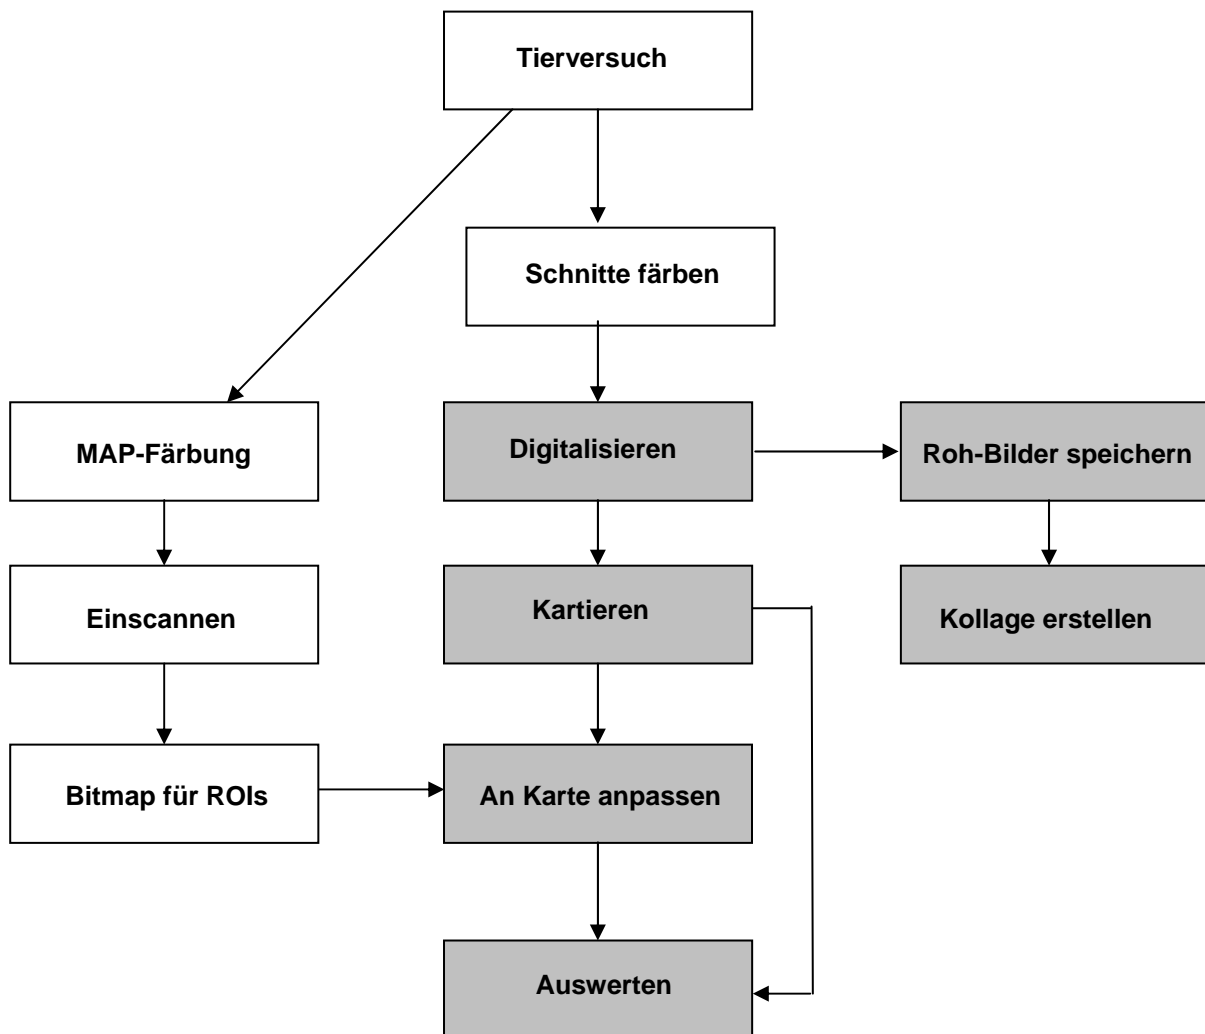 Tierversuch
Schnitte färben
MAP-Färbung
Digitalisieren
Roh-Bilder speichern
Einscannen
Kartieren
Kollage erstellen
Bitmap für ROIs
An Karte anpassen
Auswerten